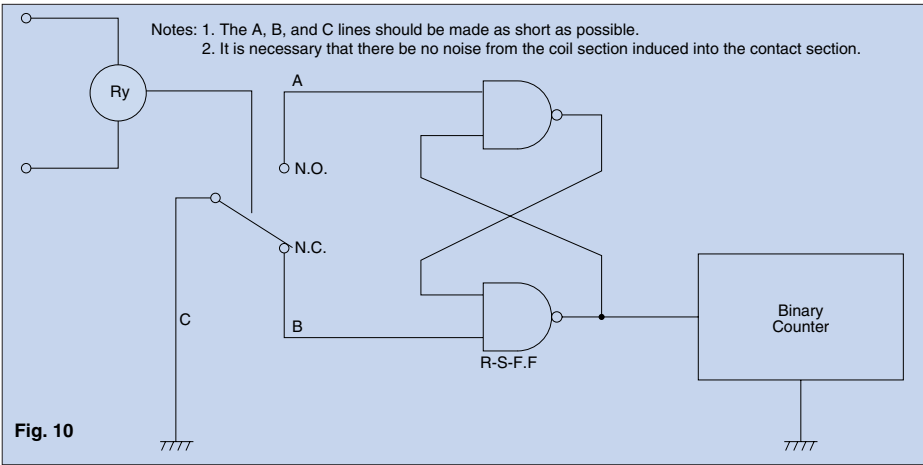 Notes: 1. The A, B, and C lines should be made as short as possible.
2. It is necessary that there be no noise from the coil section induced into the contact section.
A
Ry
N.O.
N.C.
C
B
R-S-F.F
Binary
Counter
Fig. 10